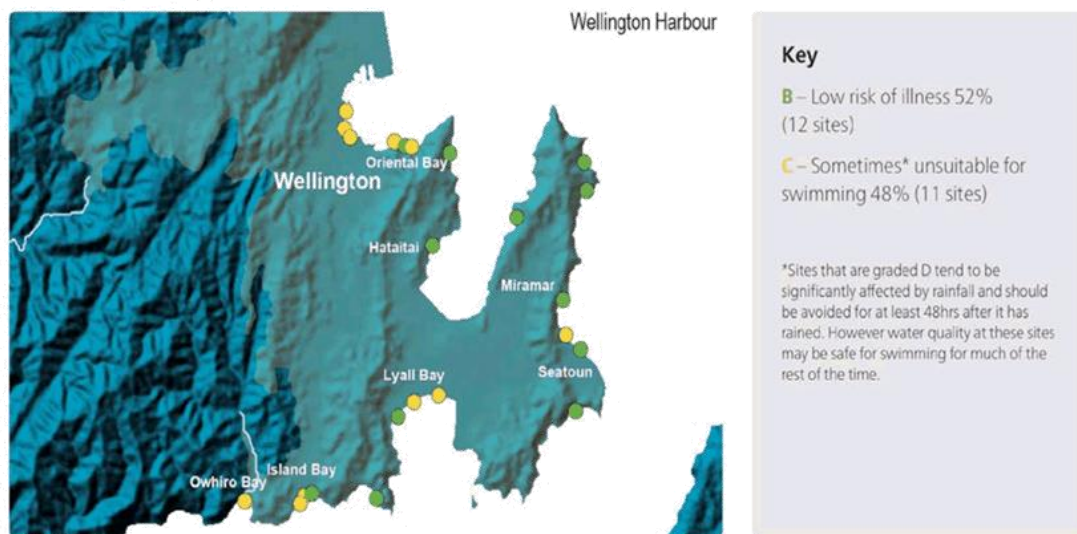 Wellington Harbour
Oriental Bay
Wellington
Hataitai
Miramar
Lyall Bay
Seatoun
Island Bay
Owhiro Bay
Key
B – Low risk of illness 52%
(12 sites)
C – Sometimes* unsuitable for
swimming 48% (11 sites)
*Sites that are graded D tend to be
significantly affected by rainfall and should
be avoided for at least 48hrs after it has
rained. However water quality at these sites
may be safe for swimming for much of the
rest of the time.